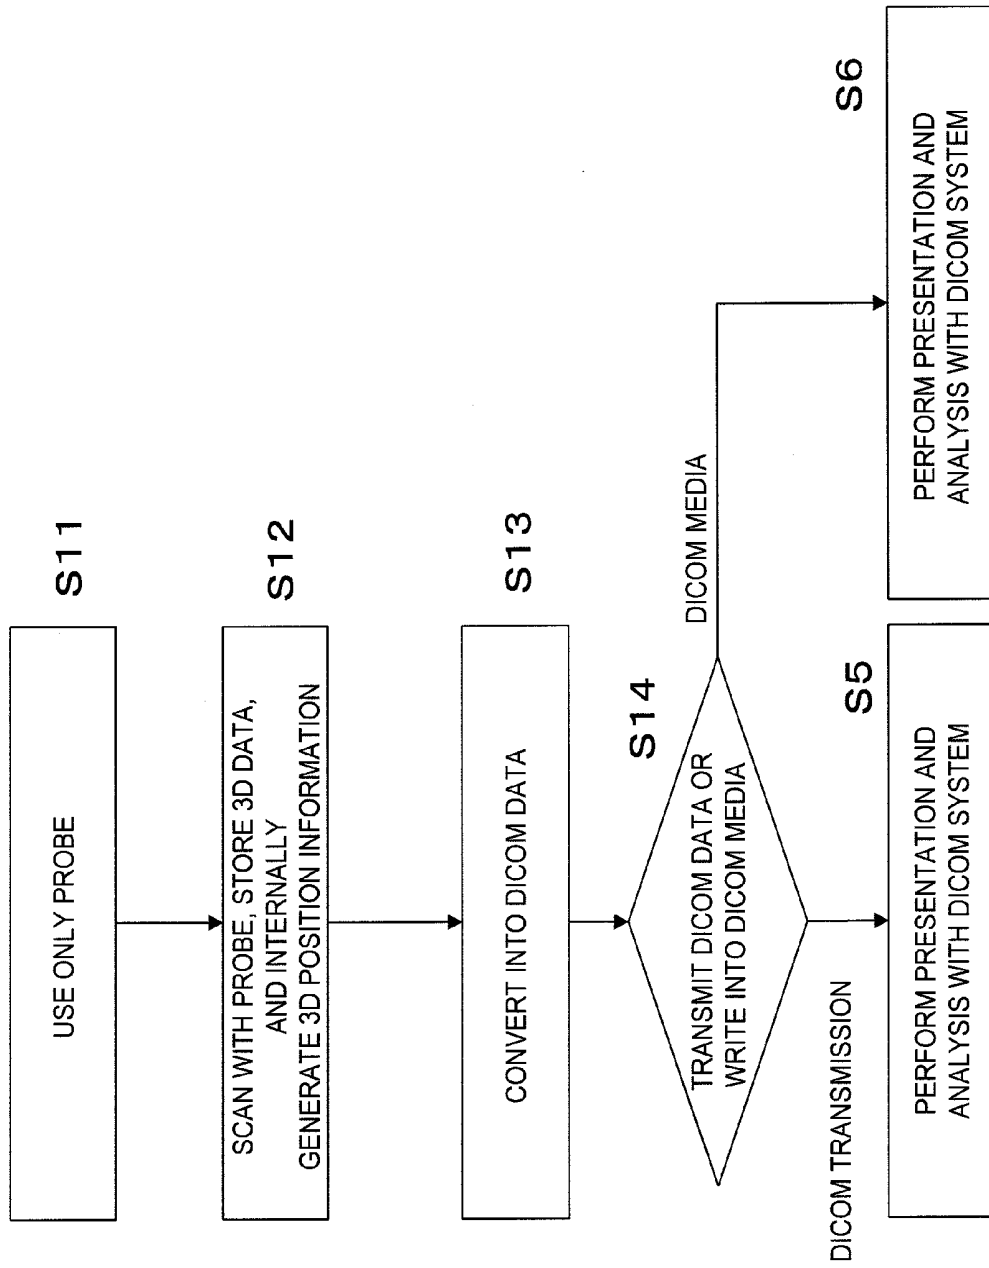 USE ONLY PROBE
S11
SCAN WITH PROBE, STORE 3D DATA,
AND INTERNALLY
GENERATE 3D POSITION INFORMATION
S12
CONVERT INTO DICOM DATA
S13
S14
TRANSMIT DICOM DATA OR
WRITE INTO DICOM MEDIA
DICOM MEDIA
DICOM TRANSMISSION
S5
PERFORM PRESENTATION AND
ANALYSIS WITH DICOM SYSTEM
S6
PERFORM PRESENTATION AND
ANALYSIS WITH DICOM SYSTEM